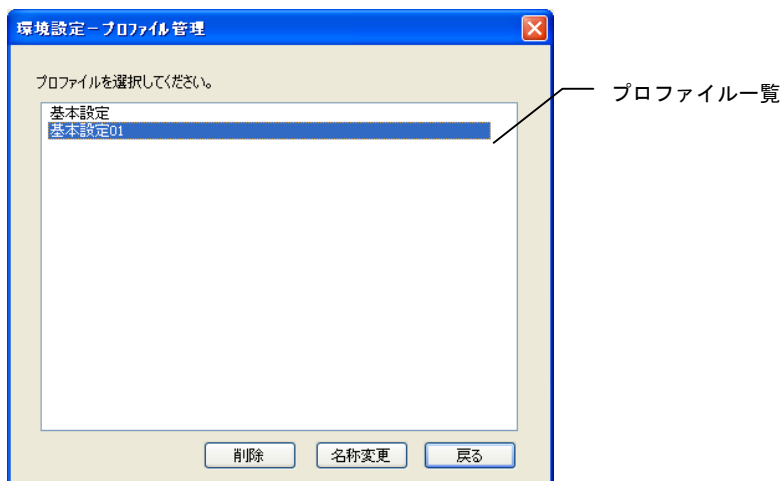 環境設定－プロファイル管理
プロファイルを選択してください。
プロファイル一覧
基本設定
基本設定01
削除
名称変更
戻る